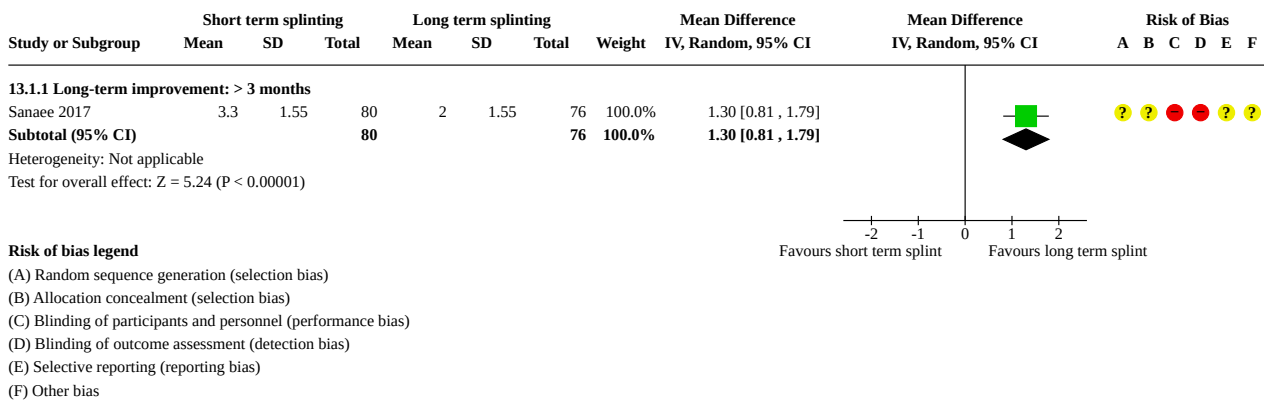 Short term splinting Long term splinting Mean Difference Mean Difference Risk of Bias
Study or Subgroup Mean SD Total Mean SD Total Weight IV, Random, 95% CI IV, Random, 95% CI A B C D E F
13.1.1 Long-term improvement: > 3 months
Sanaee 2017 3.3 1.55 80 2 1.55 76 100.0% 1.30 [0.81 , 1.79] ? ? − − ? ?
Subtotal (95% CI) 80 76 100.0% 1.30 [0.81 , 1.79]
Heterogeneity: Not applicable
Test for overall effect: Z = 5.24 (P < 0.00001)
-2 -1 0 1 2
Favours short term splint Favours long term splint
Risk of bias legend
(A) Random sequence generation (selection bias)
(B) Allocation concealment (selection bias)
(C) Blinding of participants and personnel (performance bias)
(D) Blinding of outcome assessment (detection bias)
(E) Selective reporting (reporting bias)
(F) Other bias